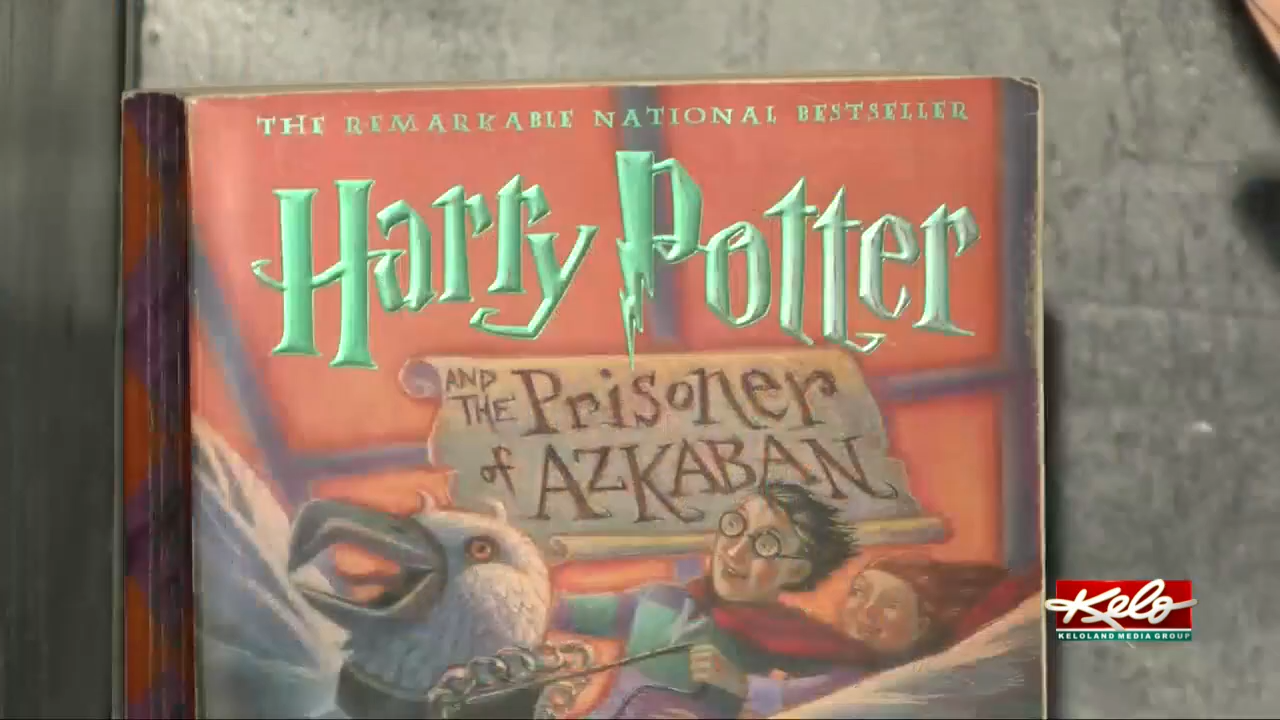 THE REMARKABLE NATIONAL BESTSELLER
Harry Potter
AND THE Prisoner
of AZKABAN
Kelo
KELOLAND MEDIA GROUP